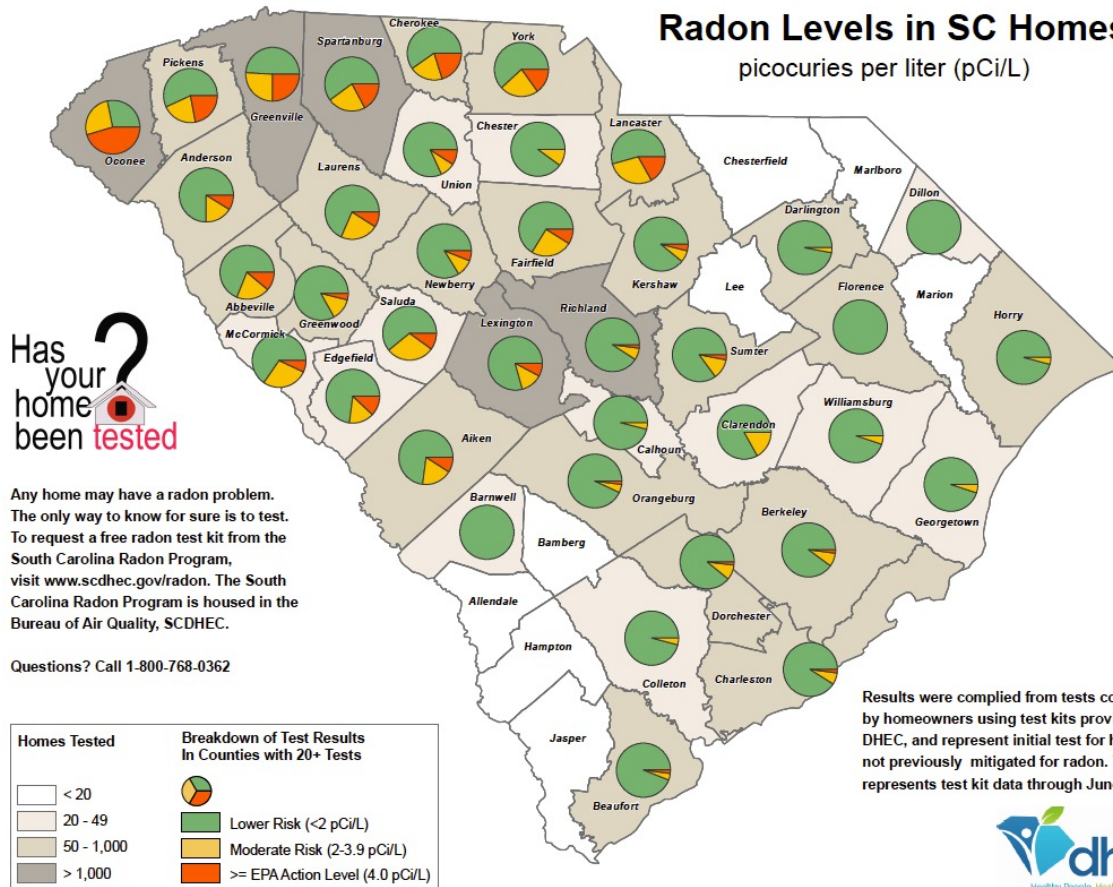 Radon Levels in SC Homes
picocuries per liter (pCi/L)
Cherokee
York
Spartanburg
Pickens
Greenville
Oconee
Chester
Lancaster
Union
Anderson
Laurens
Chesterfield
Marlboro
Dillon
Darlington
Fairfield
Newberry
Kershaw
Lee
Florence
Marion
Abbeville
Greenwood
Saluda
Richland
Lexington
Horry
McCormick
Edgefield
Sumter
Aiken
Calhoun
Clarendon
Williamsburg
Barnwell
Orangeburg
Georgetown
Berkeley
Bamberg
Allendale
Dorchester
Hampton
Colleton
Charleston
Jasper
Beaufort
Has
your
home
been tested
?
Any home may have a radon problem.
The only way to know for sure is to test.
To request a free radon test kit from the
South Carolina Radon Program,
visit www.scdhec.gov/radon. The South
Carolina Radon Program is housed in the
Bureau of Air Quality, SCDHEC.
Questions? Call 1-800-768-0362
Homes Tested
< 20
20 - 49
50 - 1,000
> 1,000
Breakdown of Test Results
In Counties with 20+ Tests
Lower Risk (<2 pCi/L)
Moderate Risk (2-3.9 pCi/L)
>= EPA Action Level (4.0 pCi/L)
Results were complied from tests co
by homeowners using test kits prov
DHEC, and represent initial test for h
not previously mitigated for radon.
represents test kit data through Jun
dh
Healthy People.